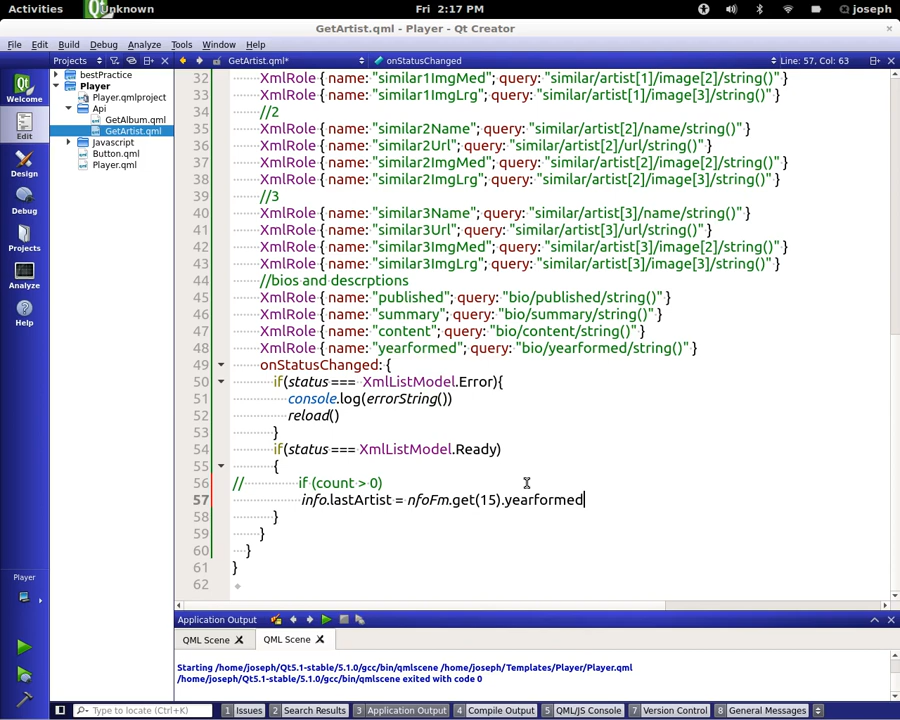 Activities Unknown Fri 2:17 PM joseph
GetArtist.qml - Player - Qt Creator ×
File Edit Build Debug Analyze Tools Window Help
Projects GetArtist.qml* onStatusChanged Line: 57, Col: 63
Welcome
Edit
Design
Debug
Projects
Analyze
Help
Player
bestPractice
Player
Player.qmlproject
Api
GetAlbum.qml
GetArtist.qml
Javascript
Button.qml
Player.qml
32 XmlRole { name: "similar1ImgMed"; query: "similar/artist[1]/image[2]/string()" }
33 XmlRole { name: "similar1ImgLrg"; query: "similar/artist[1]/image[3]/string()" }
34 //2
35 XmlRole { name: "similar2Name"; query: "similar/artist[2]/name/string()" }
36 XmlRole { name: "similar2Url"; query: "similar/artist[2]/url/string()" }
37 XmlRole { name: "similar2ImgMed"; query: "similar/artist[2]/image[2]/string()" }
38 XmlRole { name: "similar2ImgLrg"; query: "similar/artist[2]/image[3]/string()" }
39 //3
40 XmlRole { name: "similar3Name"; query: "similar/artist[3]/name/string()" }
41 XmlRole { name: "similar3Url"; query: "similar/artist[3]/url/string()" }
42 XmlRole { name: "similar3ImgMed"; query: "similar/artist[3]/image[2]/string()" }
43 XmlRole { name: "similar3ImgLrg"; query: "similar/artist[3]/image[3]/string()" }
44 //bios and descrptions
45 XmlRole { name: "published"; query: "bio/published/string()" }
46 XmlRole { name: "summary"; query: "bio/summary/string()" }
47 XmlRole { name: "content"; query: "bio/content/string()" }
48 XmlRole { name: "yearformed"; query: "bio/yearformed/string()" }
49 onStatusChanged: {
50 if(status === XmlListModel.Error){
51 console.log(errorString())
52 reload()
53 }
54 if(status === XmlListModel.Ready)
55 {
56 // if (count > 0)
57 info.lastArtist = nfoFm.get(15).yearformed
58 }
59 }
60 }
61 }
62
Application Output
QML Scene QML Scene
Starting /home/joseph/Qt5.1-stable/5.1.0/gcc/bin/qmlscene /home/joseph/Templates/Player/Player.qml
/home/joseph/Qt5.1-stable/5.1.0/gcc/bin/qmlscene exited with code 0
Type to locate (Ctrl+K) 1 Issues 2 Search Results 3 Application Output 4 Compile Output 5 QML/JS Console 7 Version Control 8 General Messages